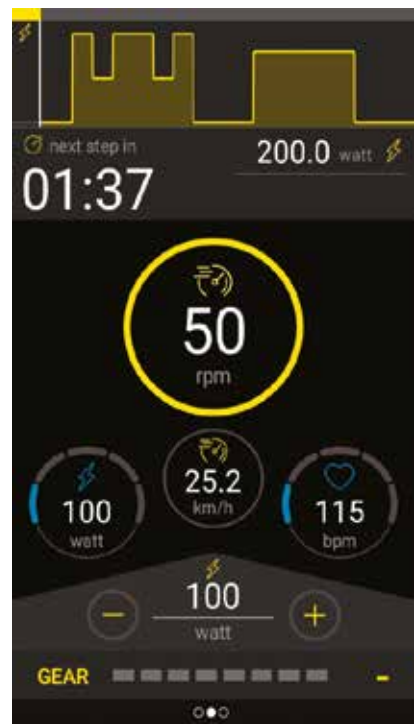 next step in
200.0 watt
01:37
50
rpm
25.2
km/h
100
watt
115
bpm
100
watt
GEAR -